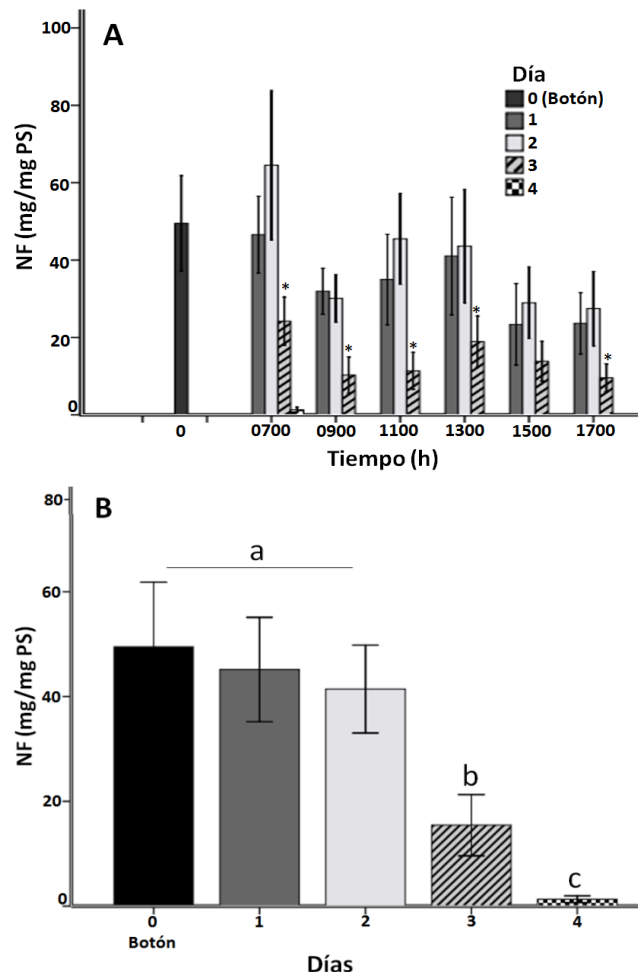 A
100
80
60
40
20
0
NF (mg/mg PS)
Día
0 (Botón)
1
2
3
4
*
*
*
*
*
0 0700 0900 1100 1300 1500 1700
Tiempo (h)
B
80
60
40
20
0
NF (mg/mg PS)
a
b
c
0 1 2 3 4
Botón
Días